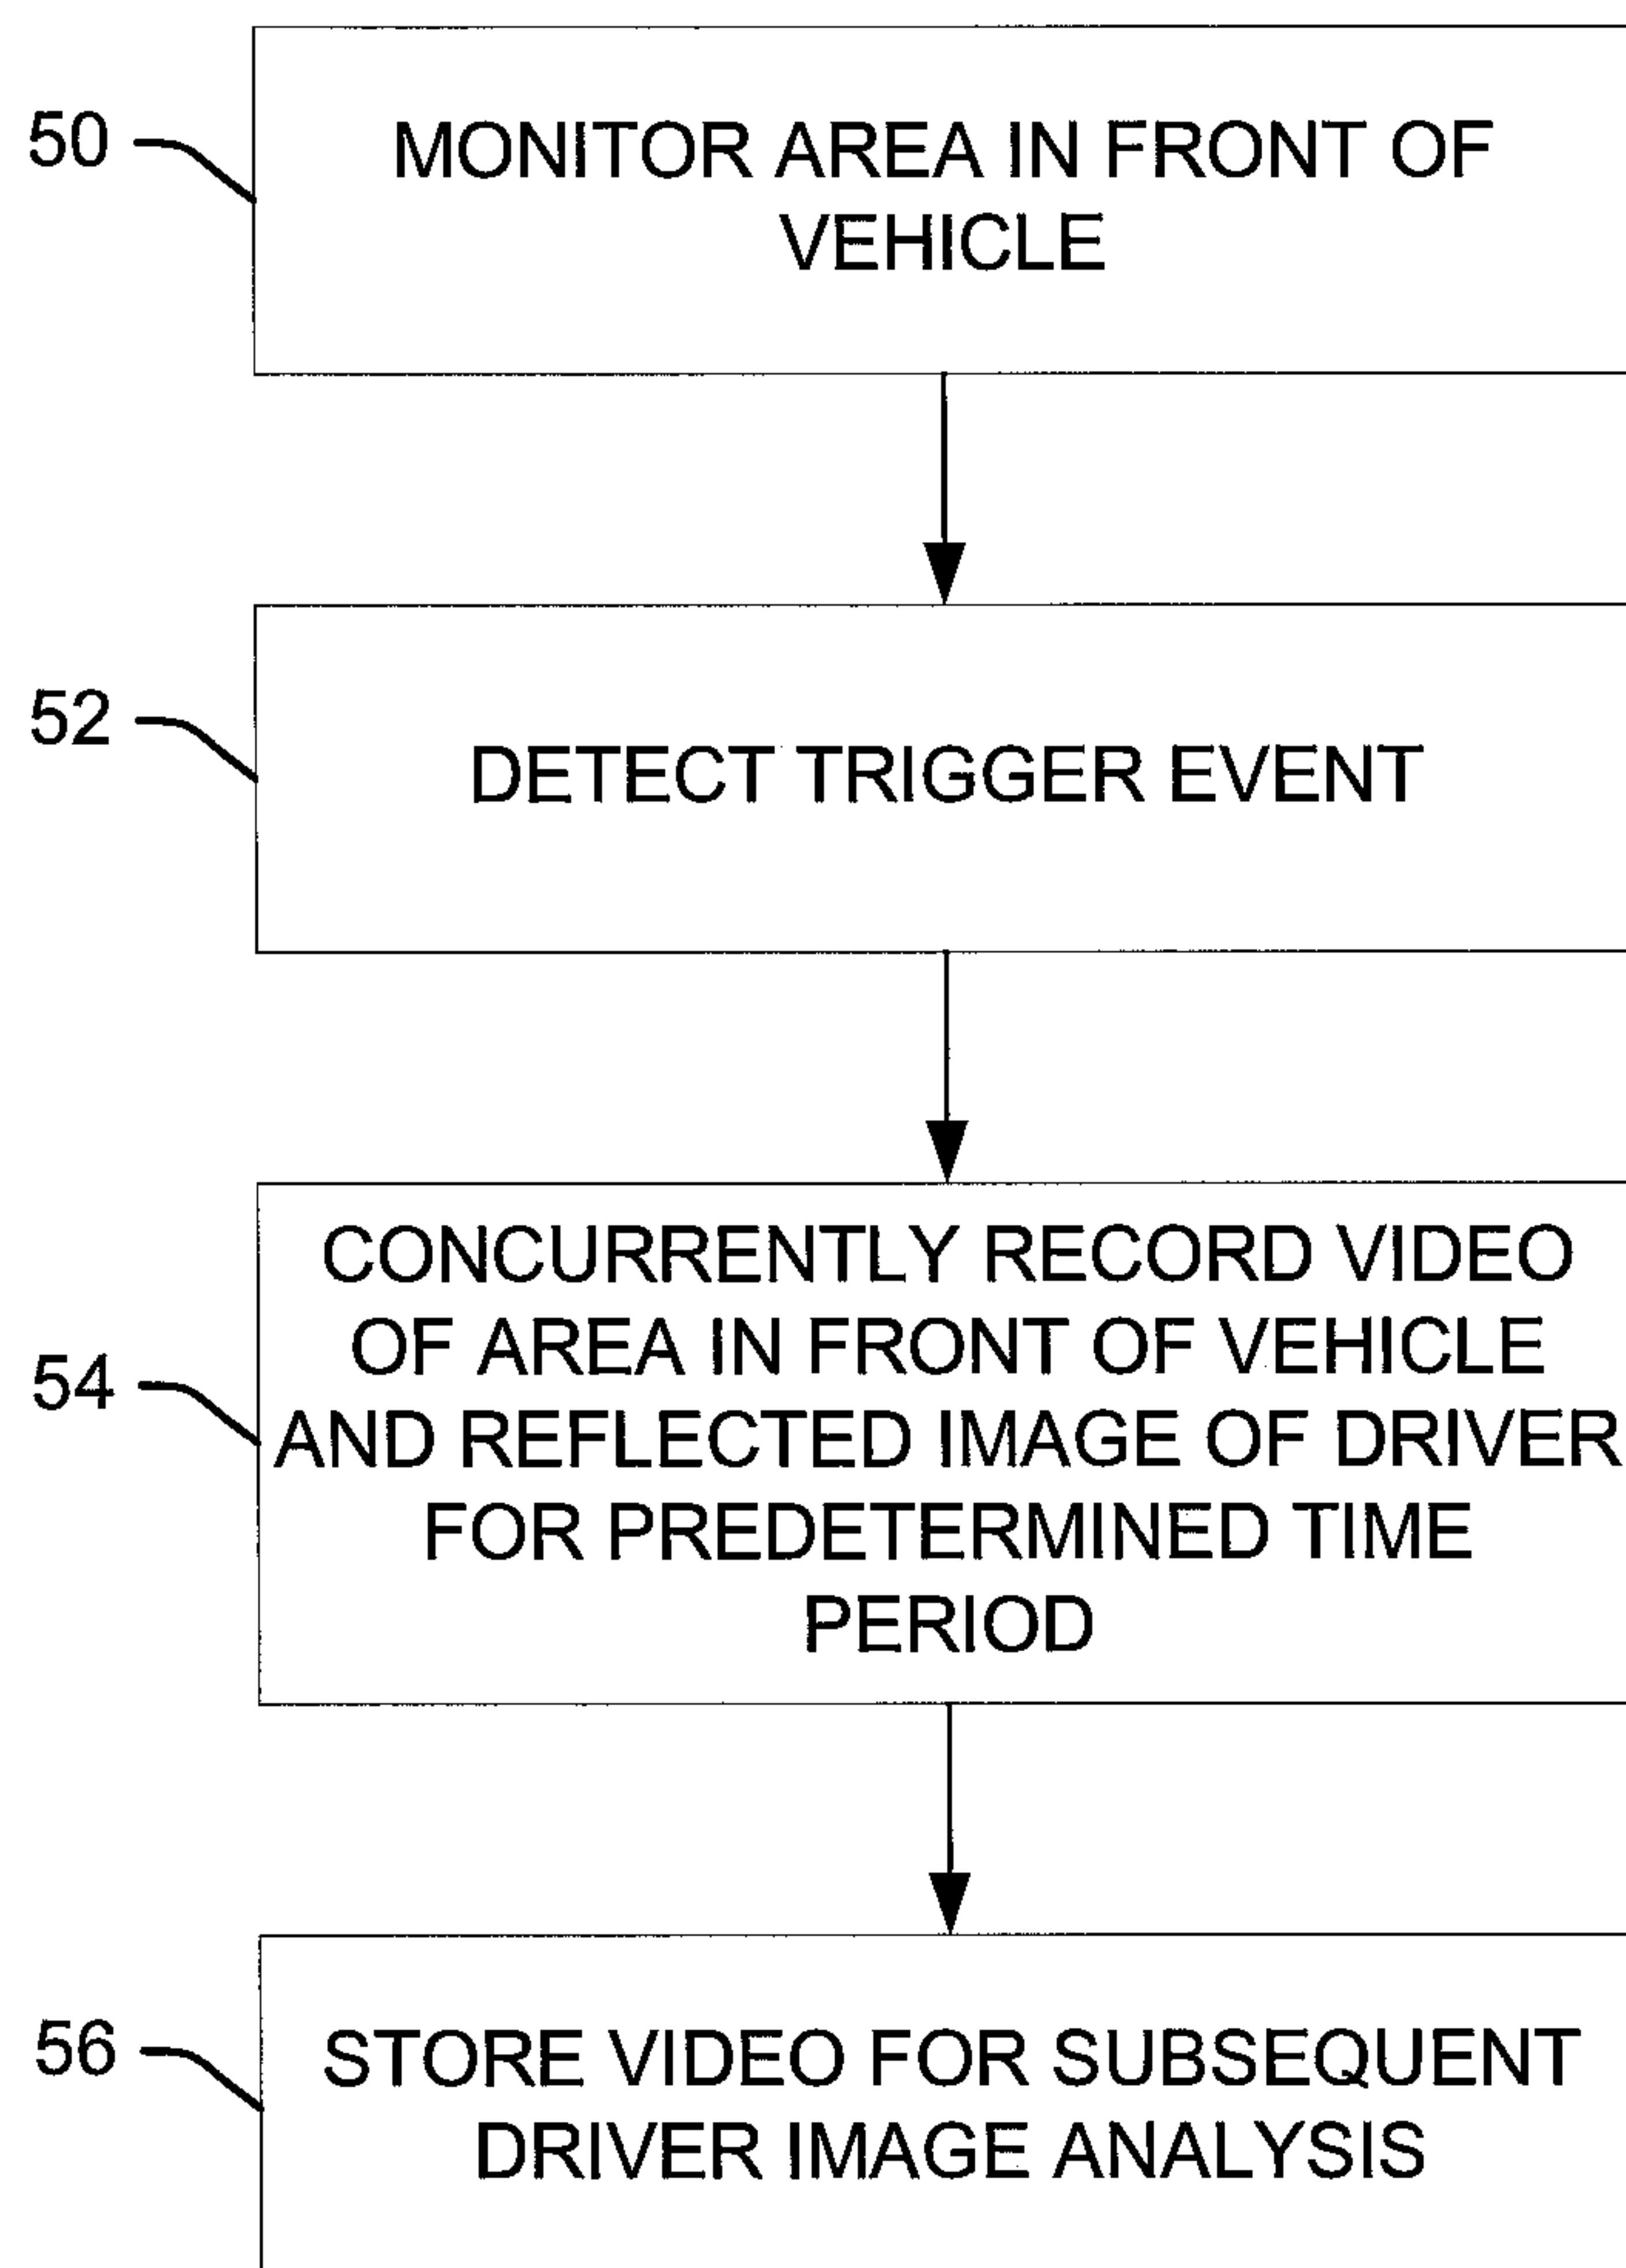 50
MONITOR AREA IN FRONT OF
VEHICLE
52
DETECT TRIGGER EVENT
54
CONCURRENTLY RECORD VIDEO
OF AREA IN FRONT OF VEHICLE
AND REFLECTED IMAGE OF DRIVER
FOR PREDETERMINED TIME
PERIOD
56
STORE VIDEO FOR SUBSEQUENT
DRIVER IMAGE ANALYSIS